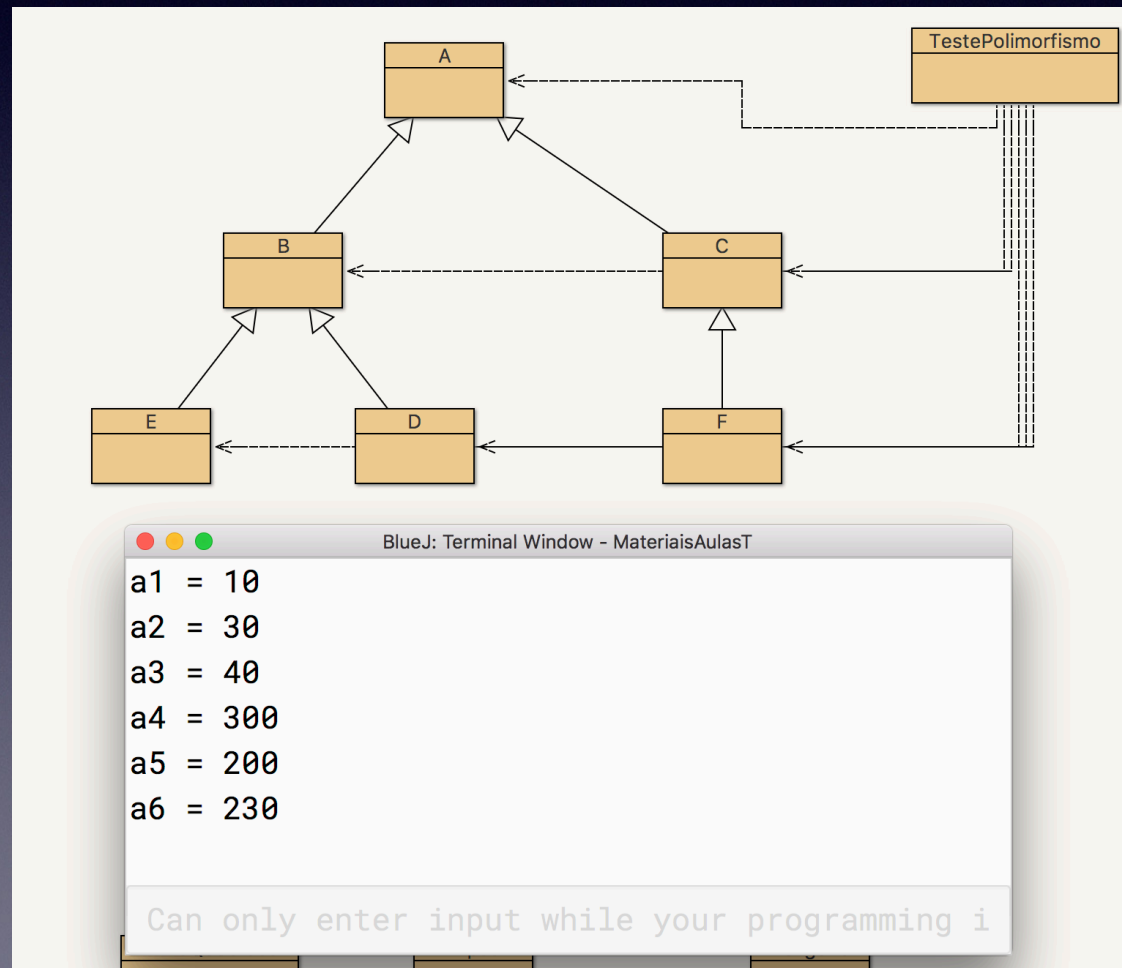 A
TestePolimorfismo
B
C
E
D
F
BlueJ: Terminal Window - MateriaisAulasT
a1 = 10
a2 = 30
a3 = 40
a4 = 300
a5 = 200
a6 = 230
Can only enter input while your programming i